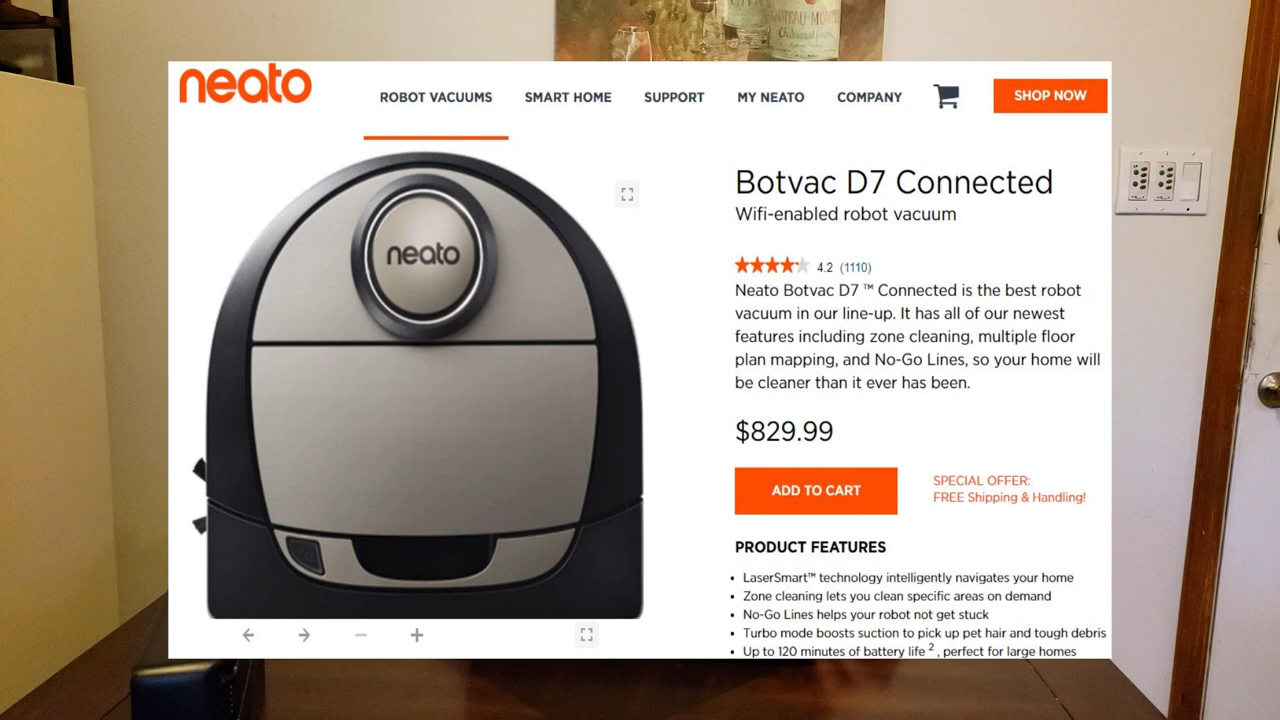 CHATEAU
neato
ROBOT VACUUMS
SMART HOME
SUPPORT
MY NEATO
COMPANY
SHOP NOW
neato
Botvac D7 Connected
Wifi-enabled robot vacuum
4.2 (1110)
Neato Botvac D7 ™ Connected is the best robot
vacuum in our line-up. It has all of our newest
features including zone cleaning, multiple floor
plan mapping, and No-Go Lines, so your home will
be cleaner than it ever has been.
$829.99
ADD TO CART
SPECIAL OFFER:
FREE Shipping & Handling!
PRODUCT FEATURES
• LaserSmart™ technology intelligently navigates your home
• Zone cleaning lets you clean specific areas on demand
• No-Go Lines helps your robot not get stuck
• Turbo mode boosts suction to pick up pet hair and tough debris
• Up to 120 minutes of battery life 2 , perfect for large homes